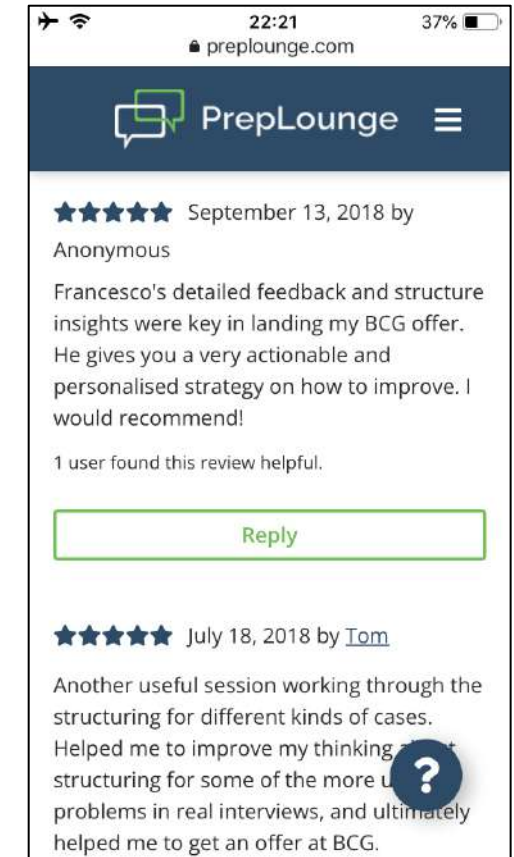 22:21
37%
preplounge.com
PrepLounge
September 13, 2018 by
Anonymous
Francesco's detailed feedback and structure
insights were key in landing my BCG offer.
He gives you a very actionable and
personalised strategy on how to improve. I
would recommend!
1 user found this review helpful.
Reply
July 18, 2018 by Tom
Another useful session working through the
structuring for different kinds of cases.
Helped me to improve my thinking
structuring for some of the more
?
problems in real interviews, and ultimately
helped me to get an offer at BCG.